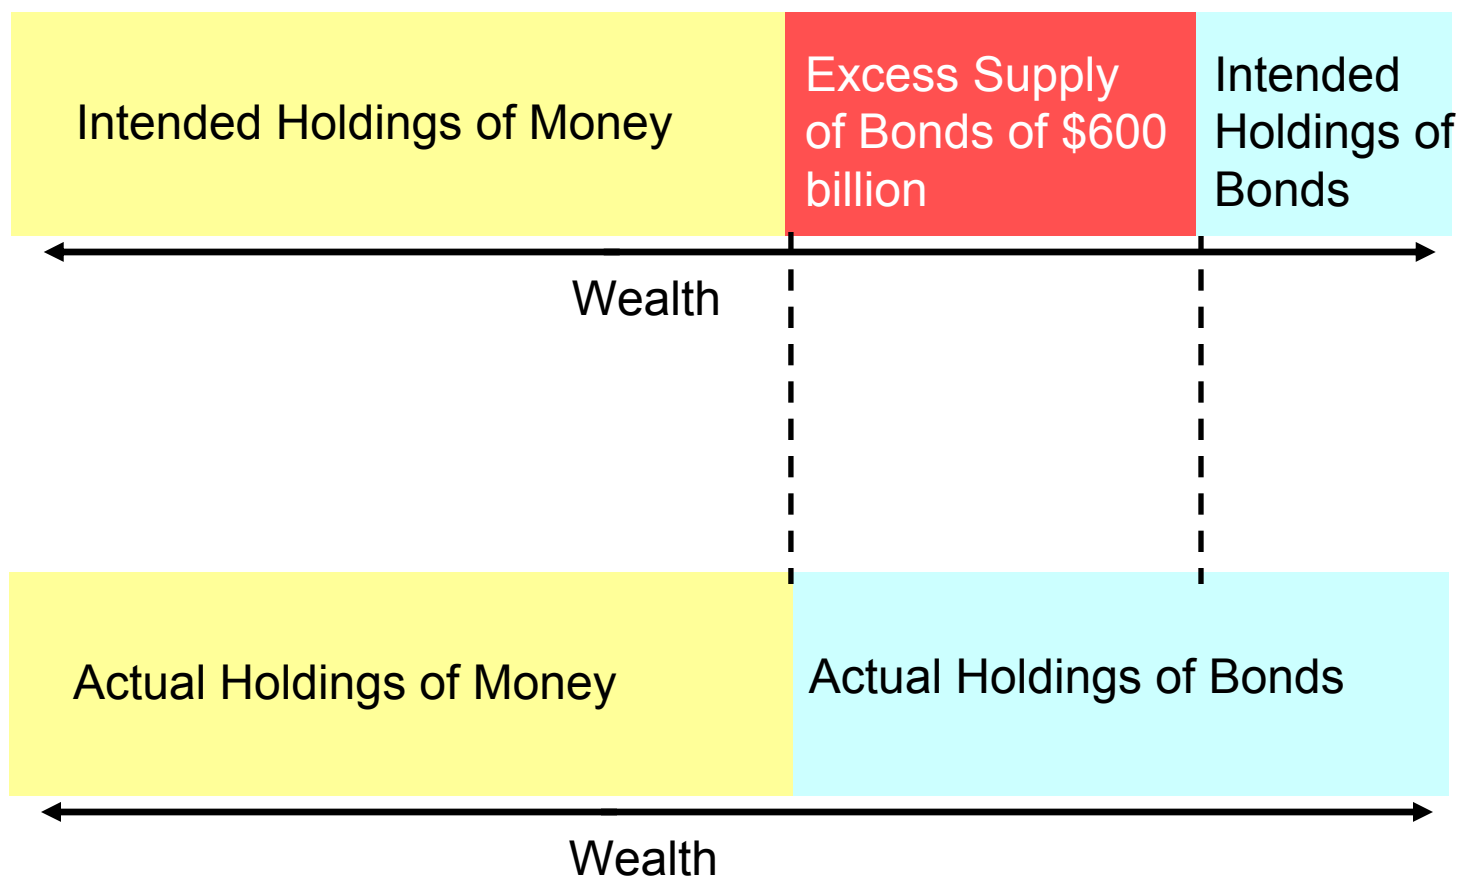 Intended Holdings of Money
Excess Supply
of Bonds of $600
billion
Intended
Holdings of
Bonds
Wealth
Actual Holdings of Money
Actual Holdings of Bonds
Wealth